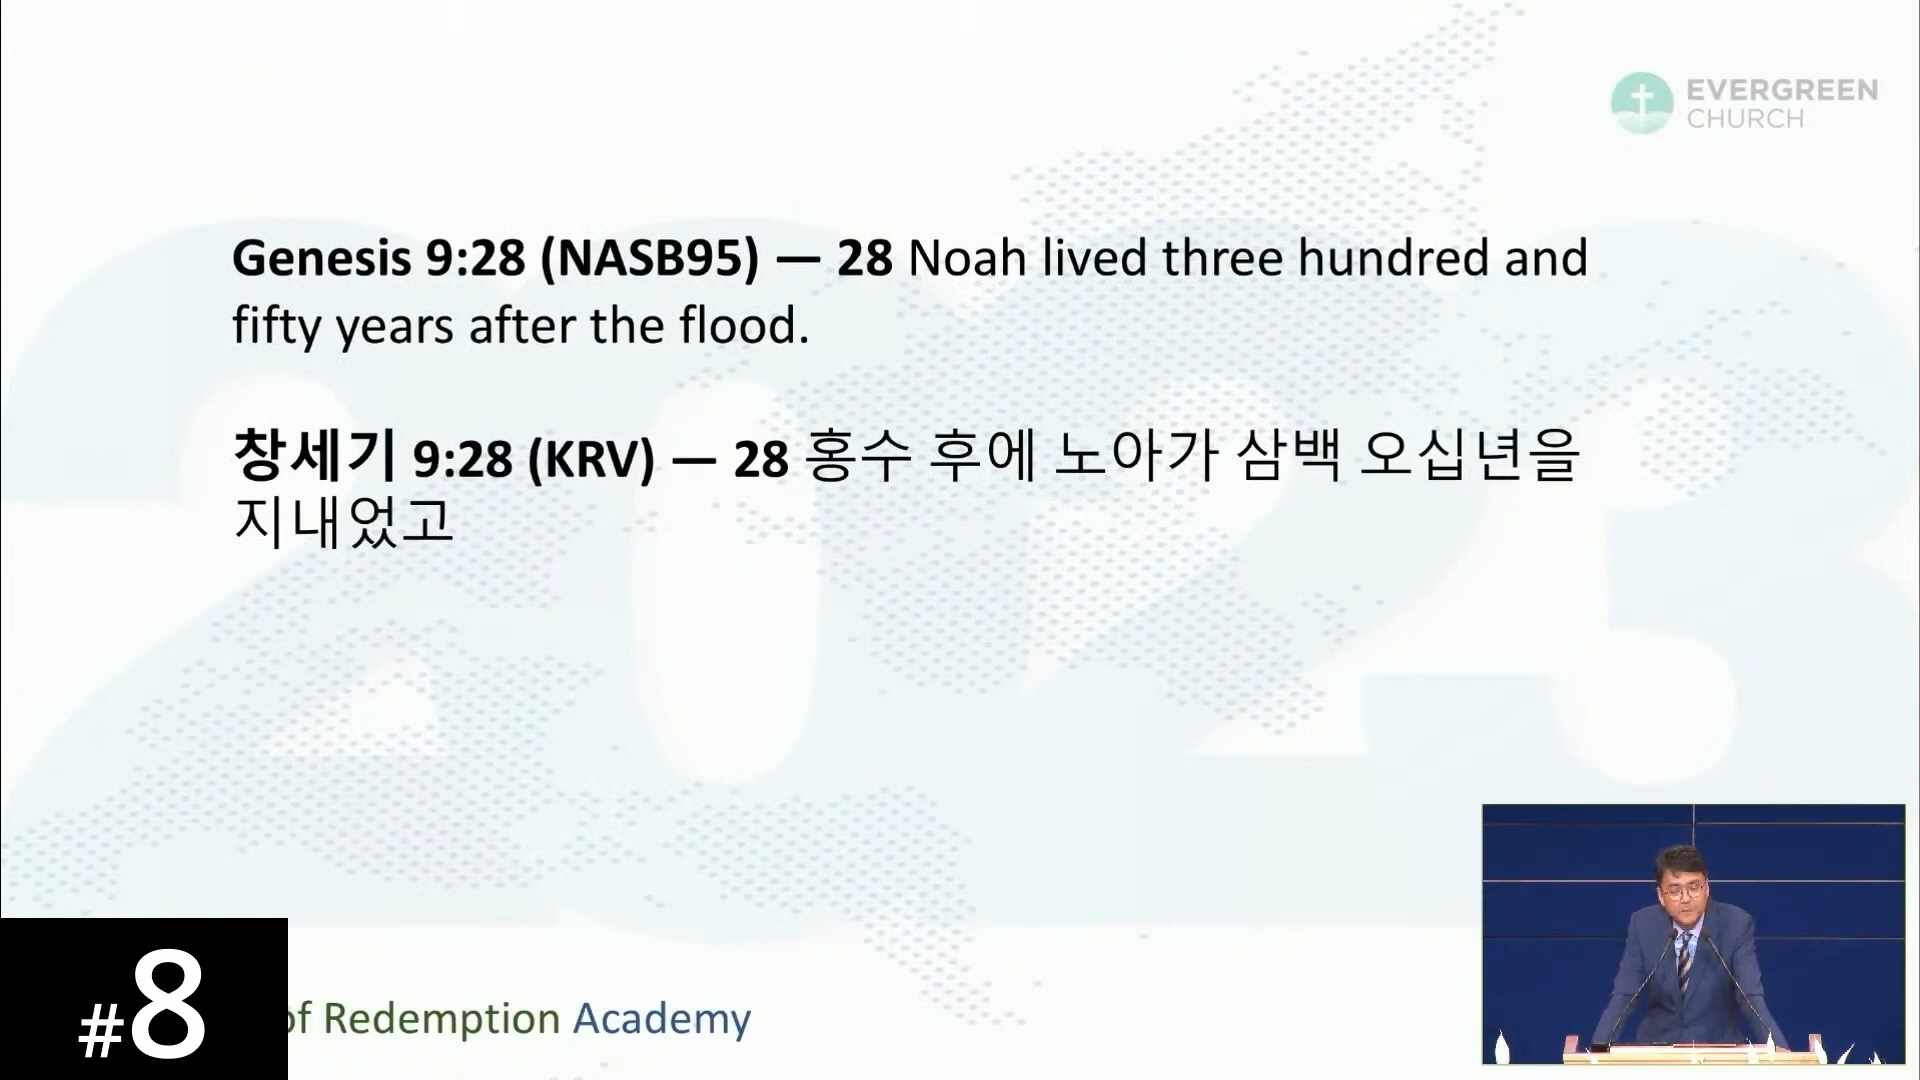 EVERGREEN
CHURCH
Genesis 9:28 (NASB95) — 28 Noah lived three hundred and
fifty years after the flood.
창세기 9:28 (KRV) — 28 홍수 후에 노아가 삼백 오십년을
지내었고
#8
of Redemption Academy